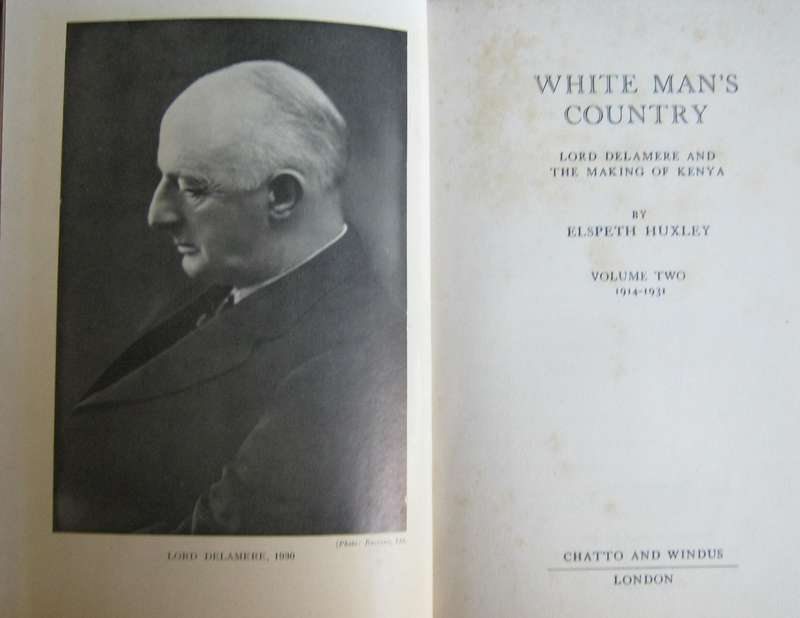 LORD DELAMERE, 1930
(Photo:
WHITE MAN'S
COUNTRY
LORD DELAMERE AND
THE MAKING OF KENYA
BY
ELSPETH HUXLEY
VOLUME TWO
1914-1931
CHATTO AND WINDUS
LONDON